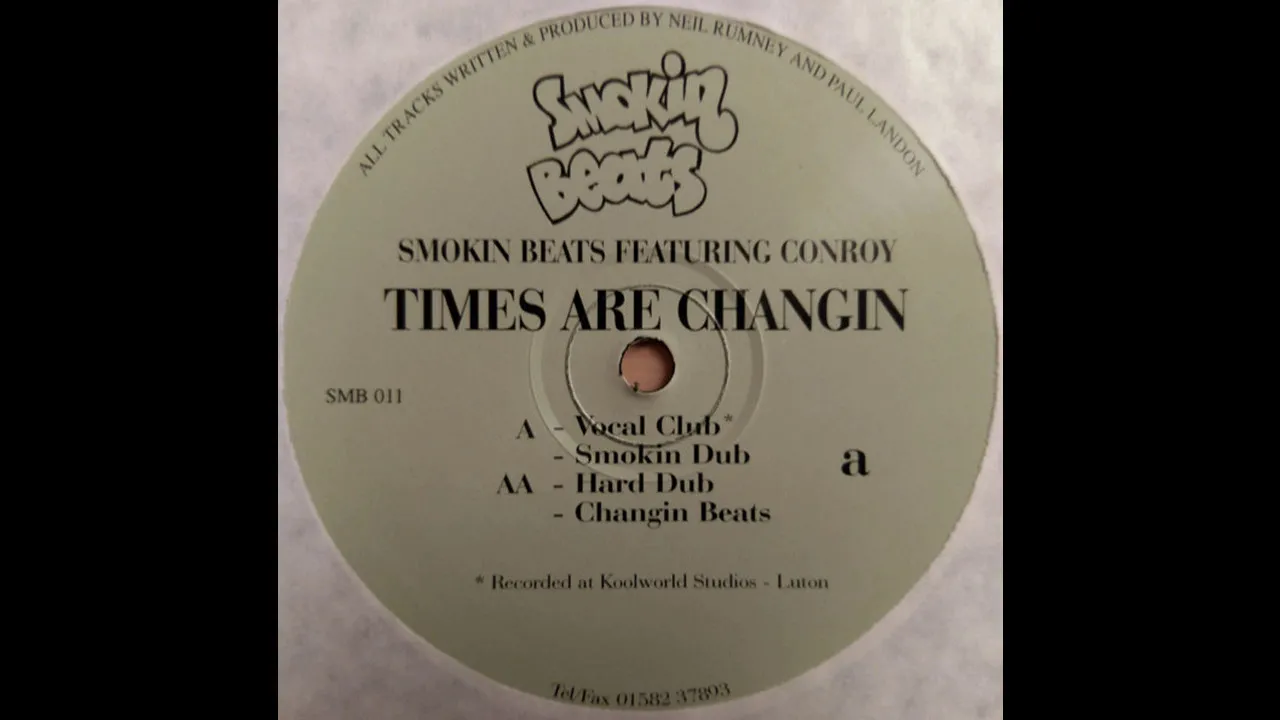 ALL TRACKS WRITTEN & PRODUCED BY NEIL RUMNEY AND PAUL LANDON
Smokin
Beats
SMOKIN BEATS FEATURING CONROY
TIMES ARE CHANGIN
SMB 011
A - Vocal Club*
- Smokin Dub
a
AA - Hard Dub
- Changin Beats
* Recorded at Koolworld Studios - Luton
Tel/Fax 01582 37893